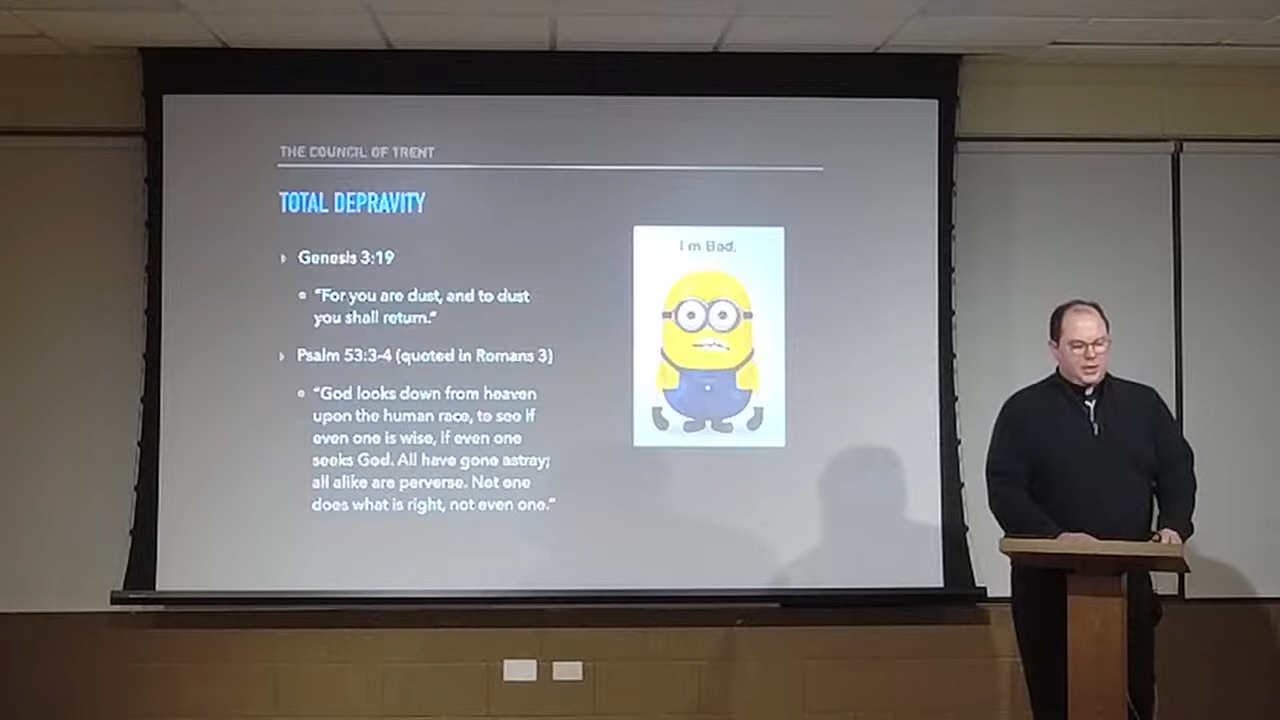 THE COUNCIL OF TRENT
TOTAL DEPRAVITY
Genesis 3:19
"For you are dust, and to dust
you shall return."
Psalm 53:3-4 (quoted in Romans 3)
"God looks down from heaven
upon the human race, to see if
even one is wise, if even one
seeks God. All have gone astray;
all alike are perverse. Not one
does what is right, not even one."
I'm Bad.